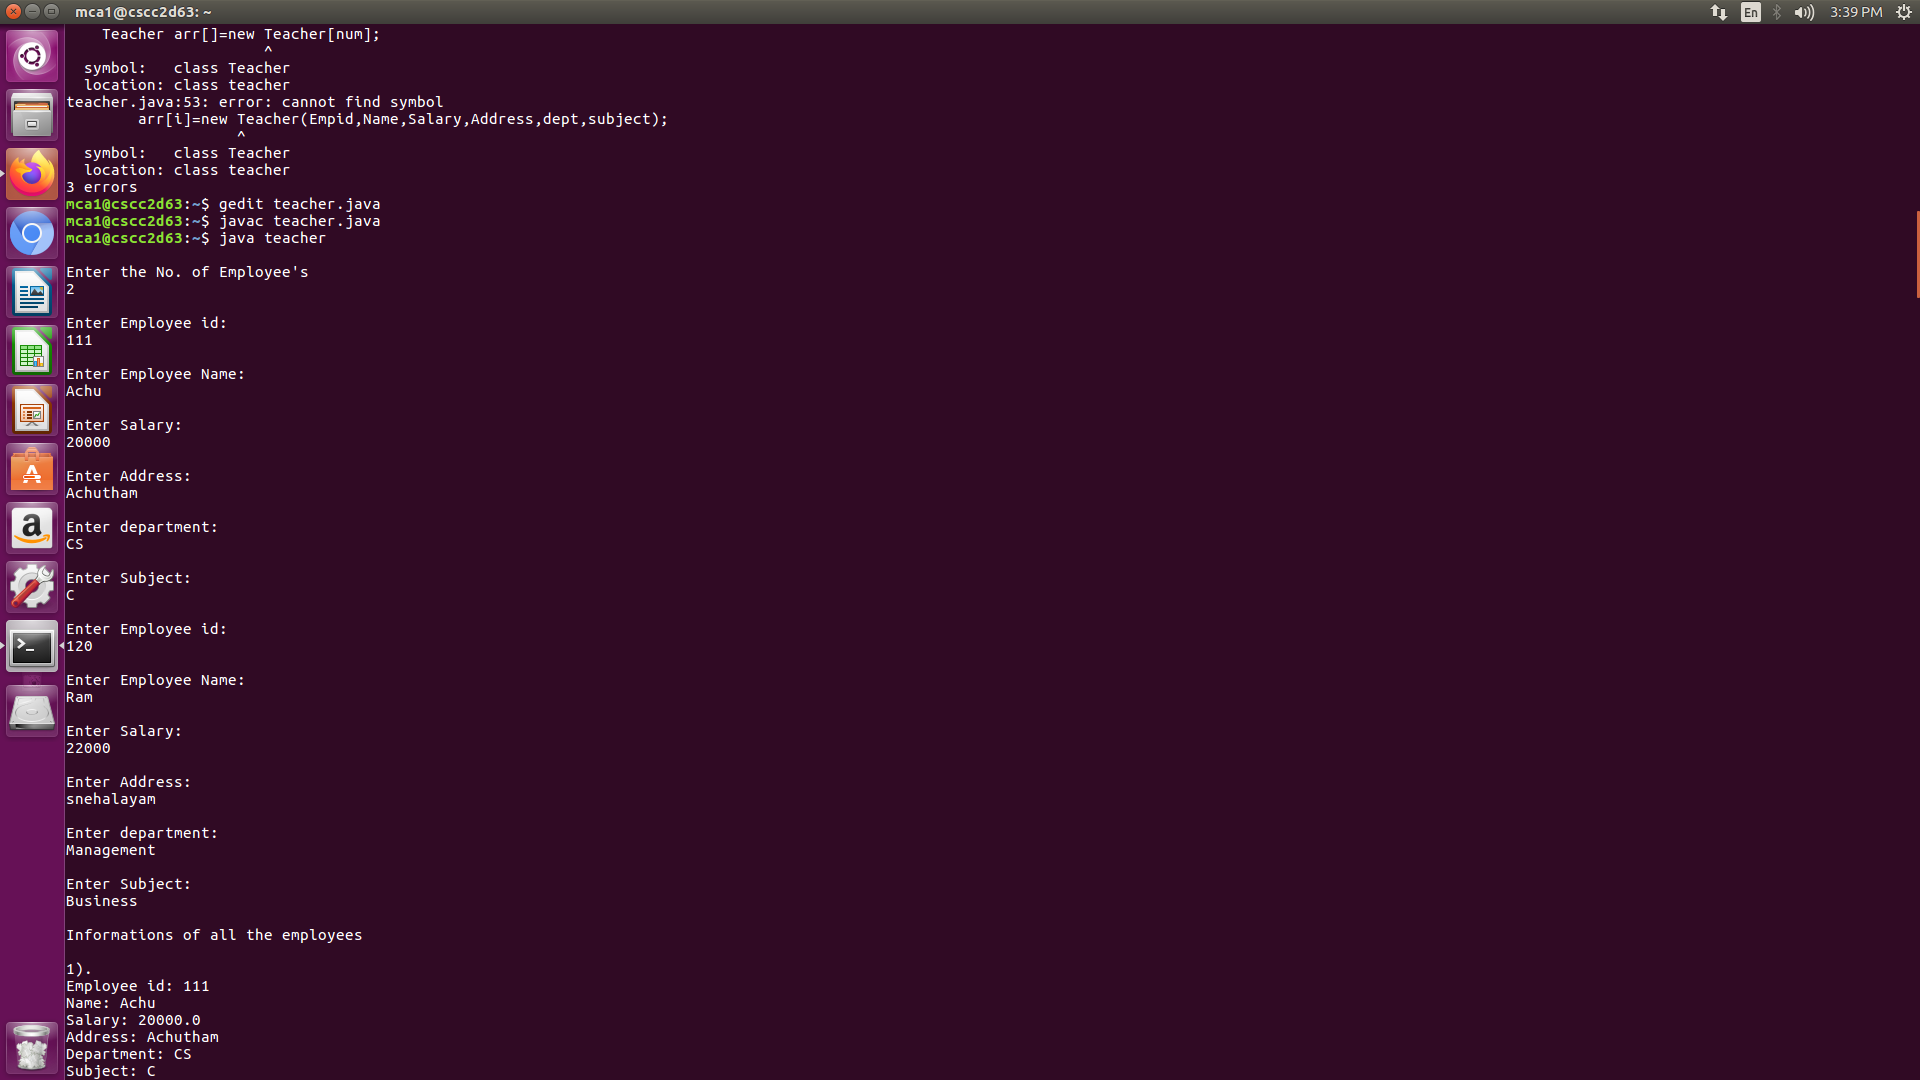 mca1@cscc2d63: ~
En
3:39 PM
    Teacher arr[]=new Teacher[num];
                      ^
  symbol:   class Teacher
  location: class teacher
teacher.java:53: error: cannot find symbol
        arr[i]=new Teacher(Empid,Name,Salary,Address,dept,subject);
                   ^
  symbol:   class Teacher
  location: class teacher
3 errors
mca1@cscc2d63:~$ gedit teacher.java
mca1@cscc2d63:~$ javac teacher.java
mca1@cscc2d63:~$ java teacher

Enter the No. of Employee's
2

Enter Employee id:
111

Enter Employee Name:
Achu

Enter Salary:
20000

Enter Address:
Achutham

Enter department:
CS

Enter Subject:
C

Enter Employee id:
120

Enter Employee Name:
Ram

Enter Salary:
22000

Enter Address:
snehalayam

Enter department:
Management

Enter Subject:
Business

Informations of all the employees

1).
Employee id: 111
Name: Achu
Salary: 20000.0
Address: Achutham
Department: CS
Subject: C